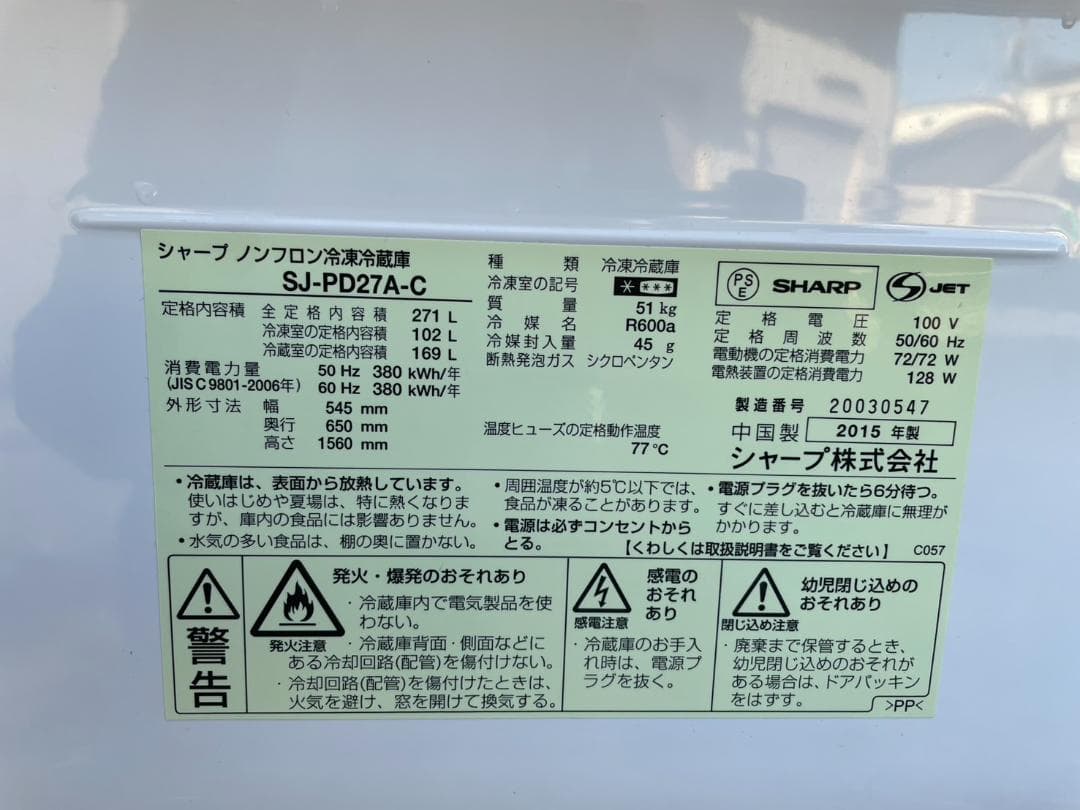 シャープ ノンフロン冷凍冷蔵庫
SJ-PD27A-C
定格内容積 全定格内容積 271 L
冷凍室の定格内容積 102 L
冷蔵室の定格内容積 169 L
消費電力量 50 Hz 380 kWh/年
(JIS C 9801-2006年) 60 Hz 380 kWh/年
外形寸法 幅 545 mm
奥行 650 mm
高さ 1560 mm
種類 冷凍冷蔵庫
冷凍室の記号 * ***
質量 51 kg
冷媒名 R600a
冷媒封入量 45 g
断熱発泡ガス シクロペンタン
温度ヒューズの定格動作温度
77℃
PSE SHARP JET
定格電圧 100 V
定格周波数 50/60 Hz
電動機の定格消費電力 72/72 W
電熱装置の定格消費電力 128 W
製造番号 20030547
中国製 2015 年製
シャープ株式会社
・冷蔵庫は、表面から放熱しています。
使いはじめや夏場は、特に熱くなりま
すが、庫内の食品には影響ありません。
・水気の多い食品は、棚の奥に置かない。
・周囲温度が約5℃以下では、
食品が凍ることがあります。
・電源は必ずコンセントから
とる。
・電源プラグを抜いたら6分待つ。
すぐに差し込むと冷蔵庫に無理が
かかります。
【くわしくは取扱説明書をご覧ください】 C057
警告
発火注意
発火・爆発のおそれあり
・冷蔵庫内で電気製品を使
わない。
・冷蔵庫背面・側面などに
ある冷却回路(配管)を傷付けない。
・冷却回路(配管)を傷付けたときは、
火気を避け、窓を開けて換気する。
感電注意
感電の
おそれ
あり
・冷蔵庫のお手入
れ時は、電源プ
ラグを抜く。
閉じ込め注意
幼児閉じ込めの
おそれあり
・廃棄まで保管するとき、
幼児閉じ込めのおそれが
ある場合は、ドアパッキン
をはずす。
>PP<